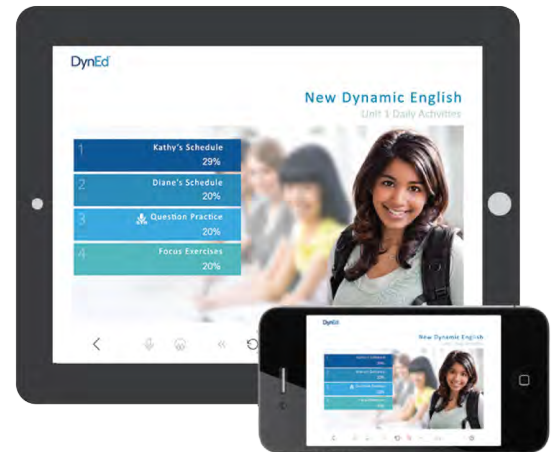 DynEd
New Dynamic English
Unit 1 Daily Activities
1
Kathy's Schedule
29%
2
Diane's Schedule
20%
3
Question Practice
20%
4
Focus Exercises
20%
DynEd
New Dynamic English